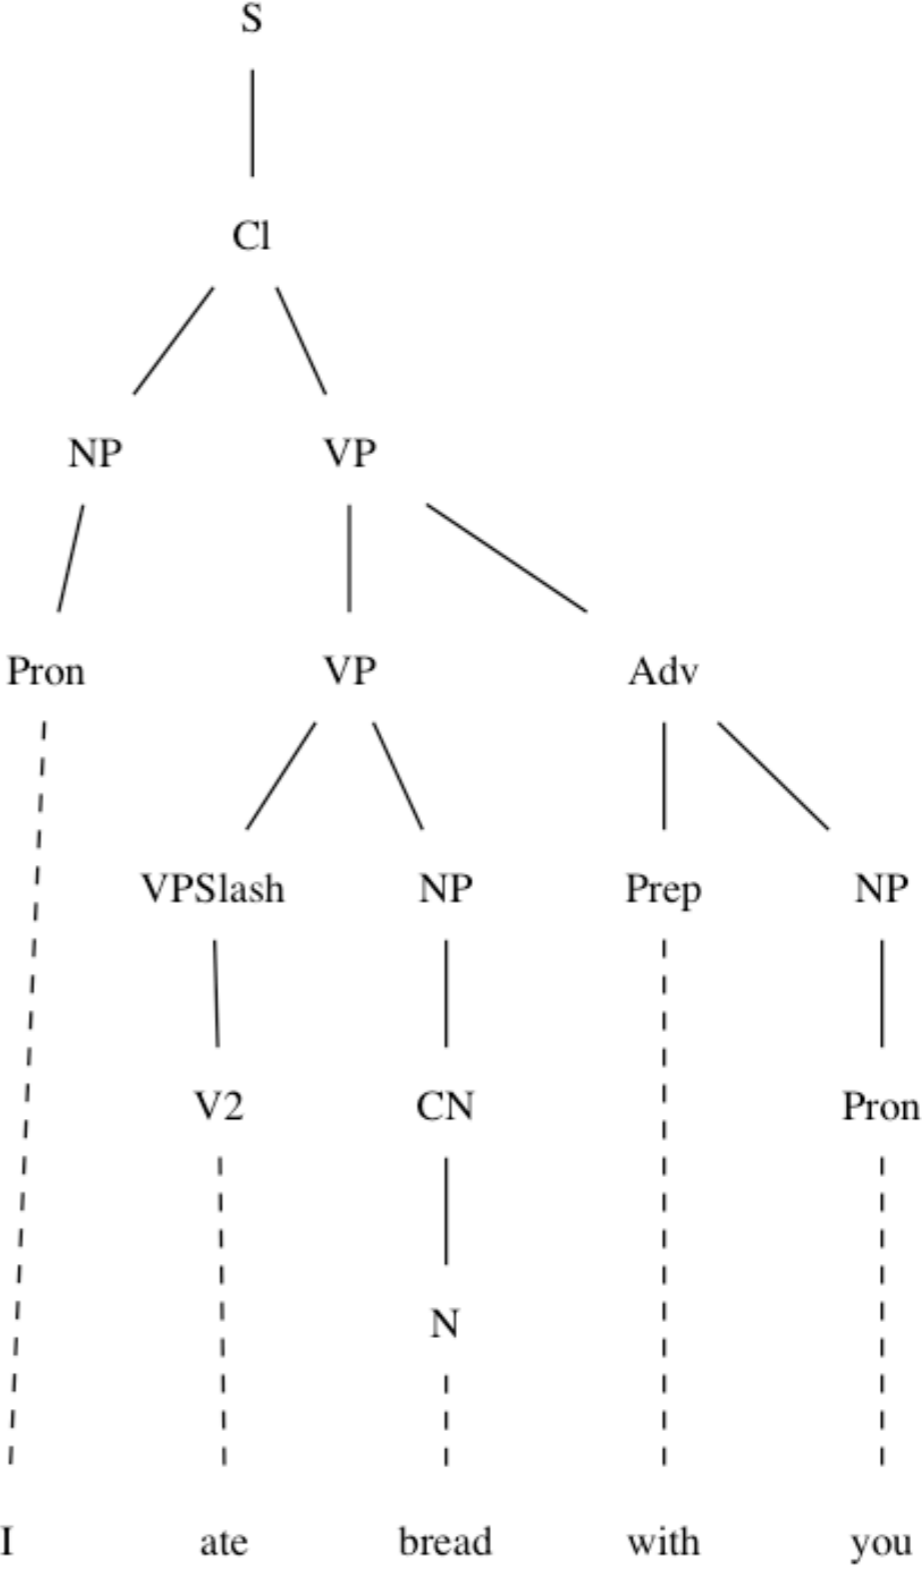 S
Cl
NP VP
Pron VP Adv
VPSlash NP Prep NP
V2 CN Pron
N
I ate bread with you